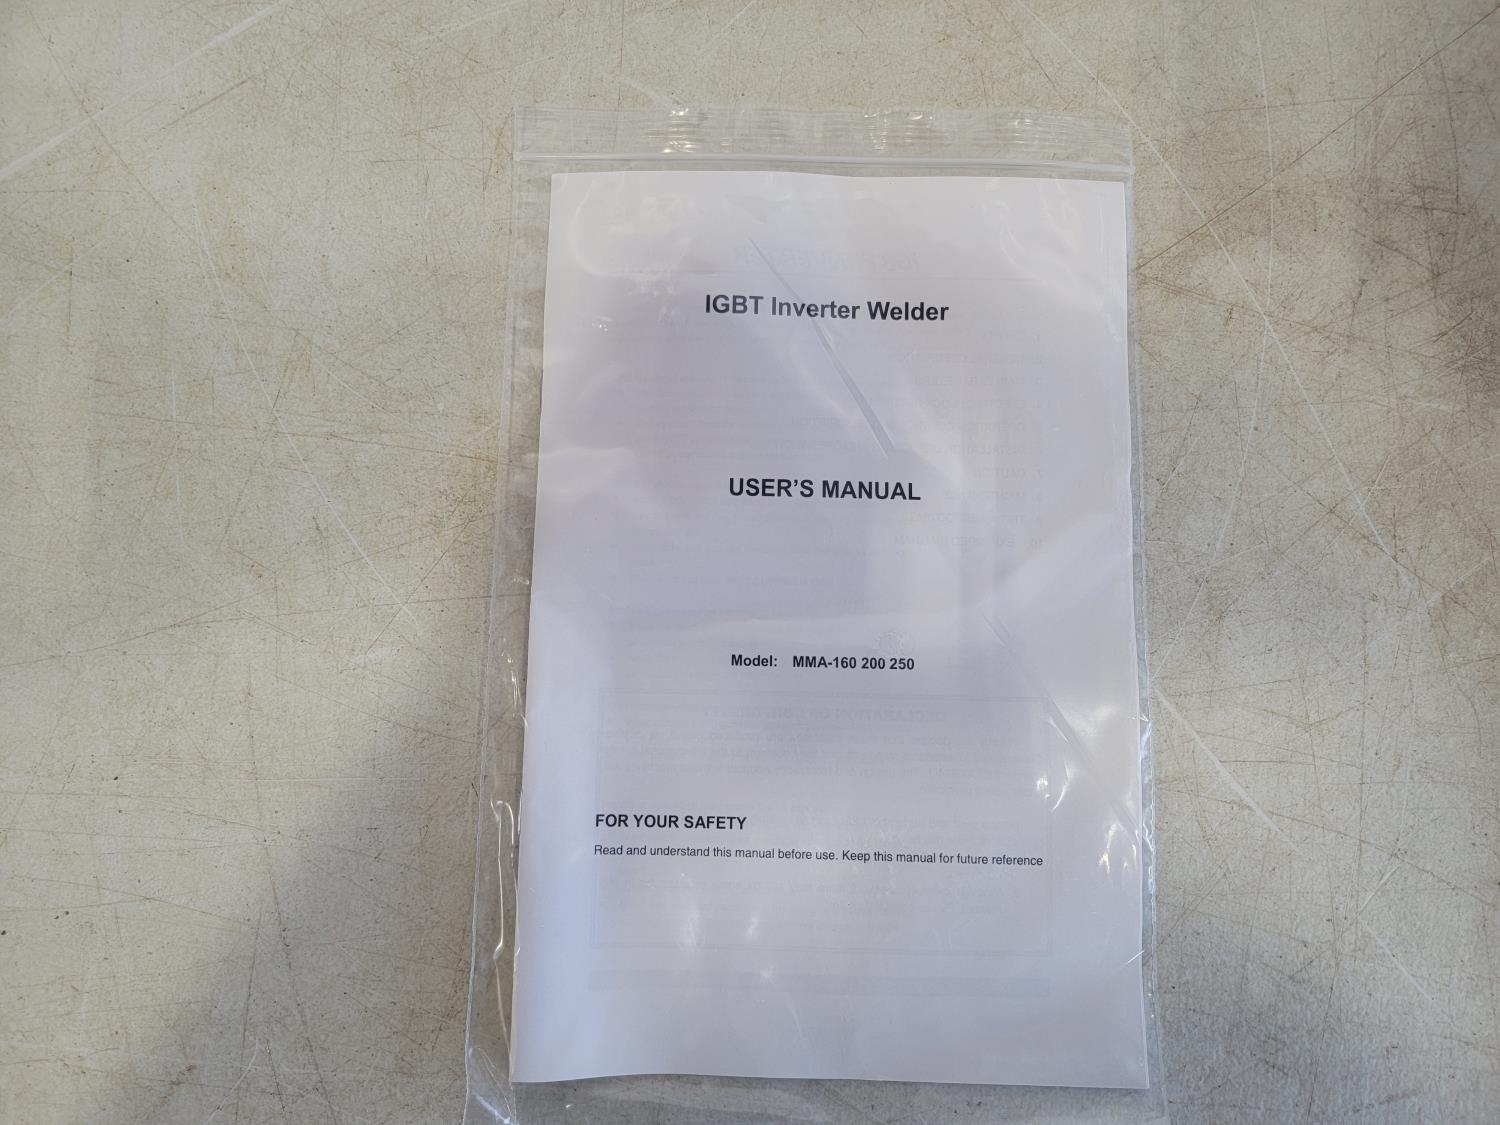 IGBT Inverter Welder
USER'S MANUAL
Model: MMA-160 200 250
FOR YOUR SAFETY
Read and understand this manual before use. Keep this manual for future reference